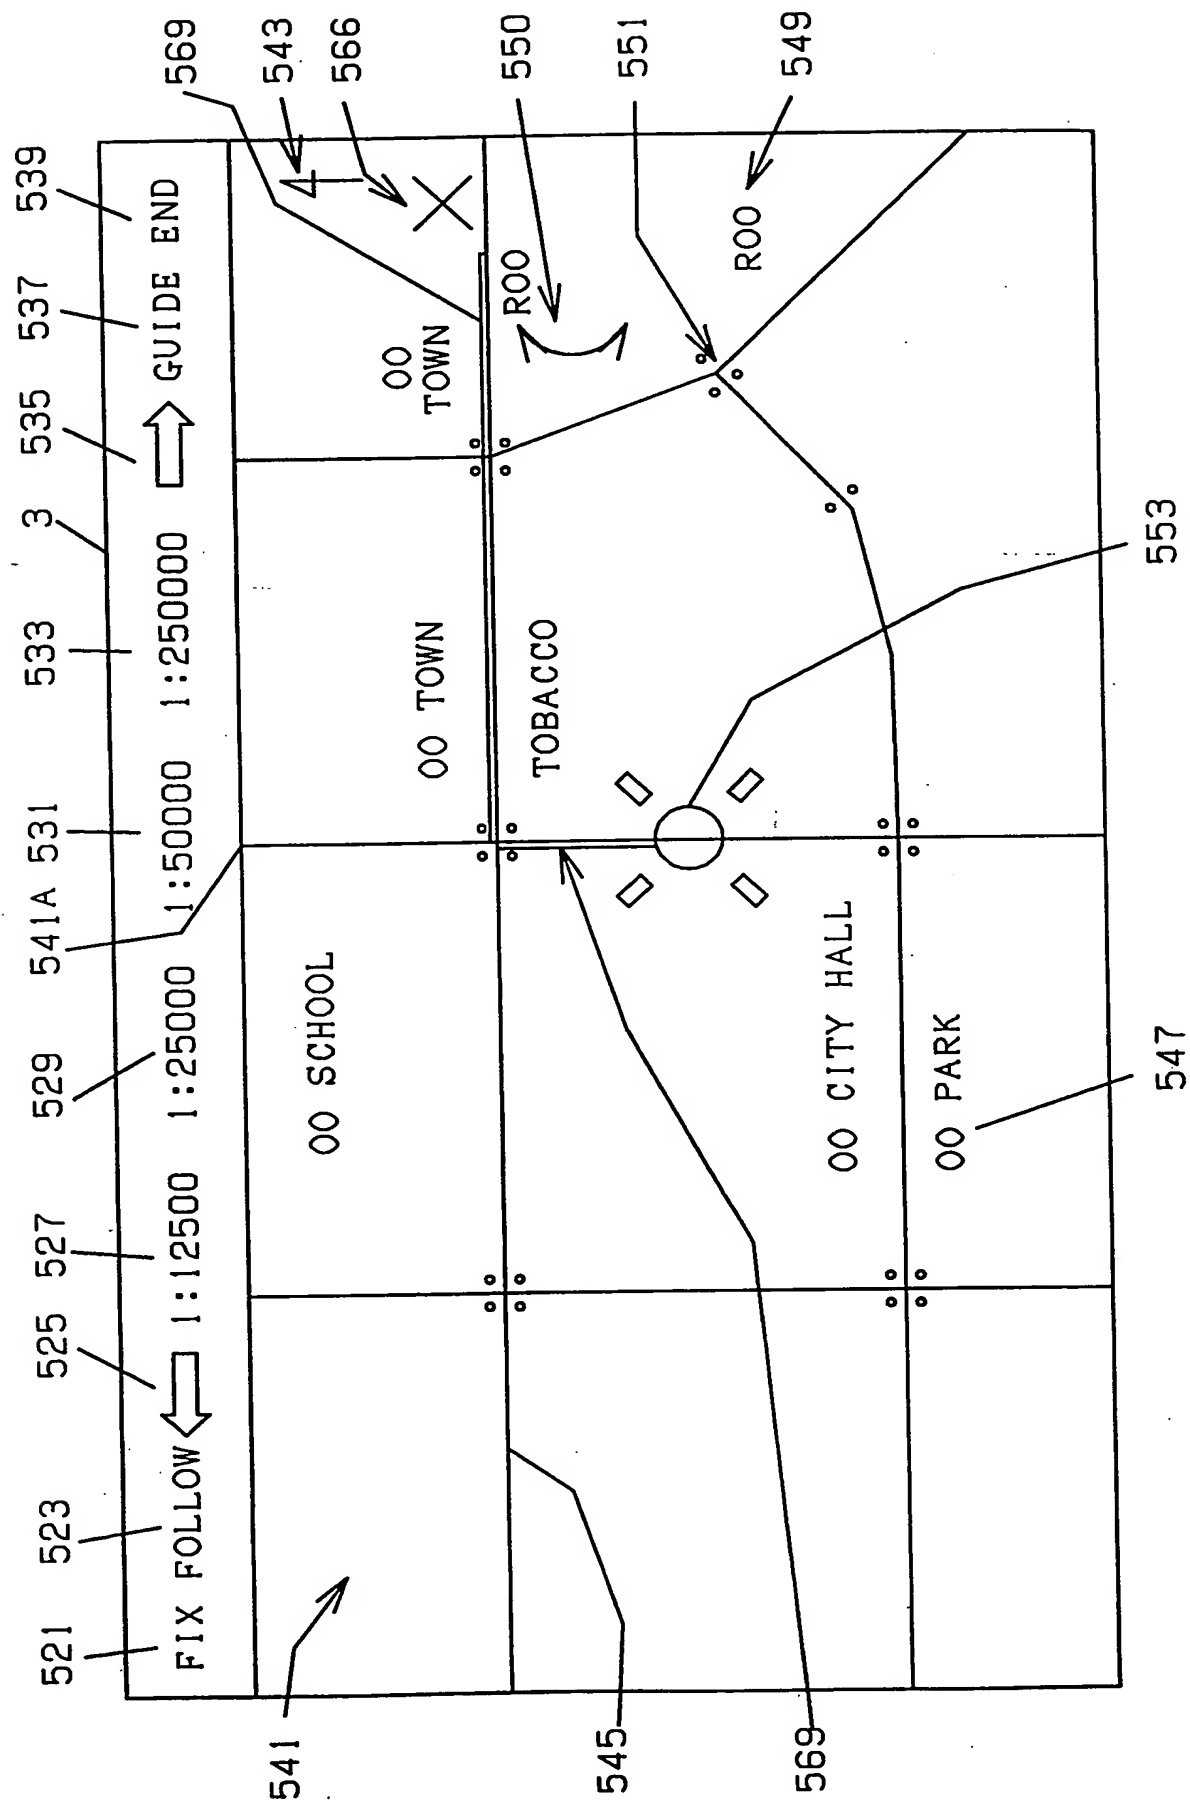 521 523 525 527 529 541A 531 533 3 535 537 539
FIX FOLLOW 1:12500 1:25000 1:50000 1:250000 GUIDE END
569
543
566
541
OO SCHOOL
OO TOWN
OO
TOWN
TOBACCO
ROO
550
551
545
ROO
549
569
OO CITY HALL
OO PARK
547
553